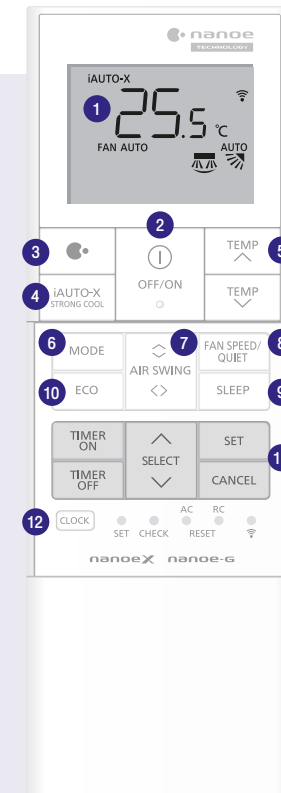 nanoe
TECHNOLOGY
iAUTO-X
1
25.5 °C
FAN AUTO
AUTO
2
3
OFF/ON
TEMP
5
4
iAUTO-X
STRONG COOL
TEMP
6
MODE
7
AIR SWING
FAN SPEED/
QUIET
8
10
ECO
SLEEP
9
TIMER
ON
SELECT
SET
1
TIMER
OFF
CANCEL
12
CLOCK
AC
RC
SET
CHECK
RESET
nanoeX nanoe-G